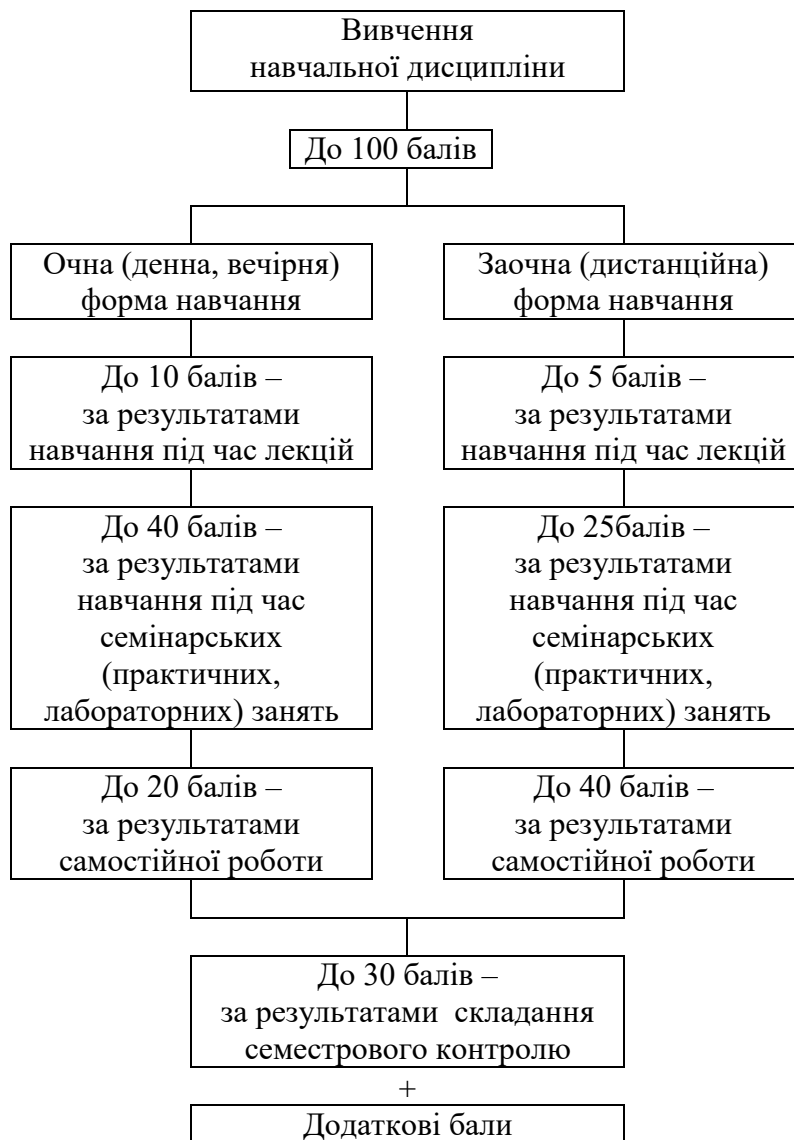 Вивчення
навчальної дисципліни
До 100 балів
Очна (денна, вечірня)
форма навчання
Заочна (дистанційна)
форма навчання
До 10 балів –
за результатами
навчання під час лекцій
До 5 балів –
за результатами
навчання під час лекцій
До 40 балів –
за результатами
навчання під час
семінарських
(практичних,
лабораторних) занять
До 25балів –
за результатами
навчання під час
семінарських
(практичних,
лабораторних) занять
До 20 балів –
за результатами
самостійної роботи
До 40 балів –
за результатами
самостійної роботи
До 30 балів –
за результатами складання
семестрового контролю
+
Додаткові бали